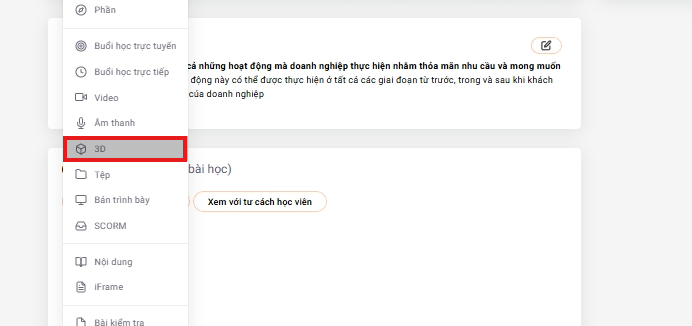 Phần
Buổi học trực tuyến
Buổi học trực tiếp
Video
Âm thanh
3D
Tệp
Bản trình bày
SCORM
Nội dung
iFrame
Bài kiểm tra
cả những hoạt động mà doanh nghiệp thực hiện nhằm thỏa mãn nhu cầu và mong muốn
động này có thể được thực hiện ở tất cả các giai đoạn từ trước, trong và sau khi khách
của doanh nghiệp
bài học)
Xem với tư cách học viên